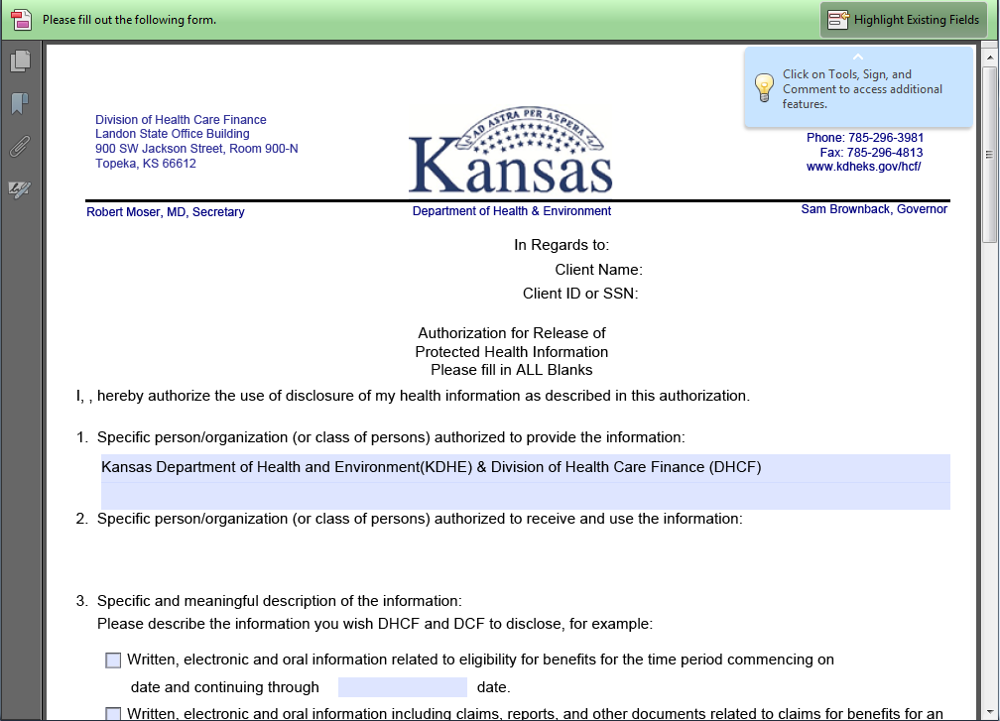 Please fill out the following form.
Highlight Existing Fields
Click on Tools, Sign, and
Comment to access additional
features.
Division of Health Care Finance
Landon State Office Building
900 SW Jackson Street, Room 900-N
Topeka, KS 66612
AD ASTRA PER ASPERA
Kansas
Phone: 785-296-3981
Fax: 785-296-4813
www.kdheks.gov/hcf/
Robert Moser, MD, Secretary
Department of Health & Environment
Sam Brownback, Governor
In Regards to:
Client Name:
Client ID or SSN:
Authorization for Release of
Protected Health Information
Please fill in ALL Blanks
I, , hereby authorize the use of disclosure of my health information as described in this authorization.
1. Specific person/organization (or class of persons) authorized to provide the information:
Kansas Department of Health and Environment(KDHE) & Division of Health Care Finance (DHCF)
2. Specific person/organization (or class of persons) authorized to receive and use the information:
3. Specific and meaningful description of the information:
Please describe the information you wish DHCF and DCF to disclose, for example:
Written, electronic and oral information related to eligibility for benefits for the time period commencing on
date and continuing through date.
Written, electronic and oral information including claims, reports, and other documents related to claims for benefits for an